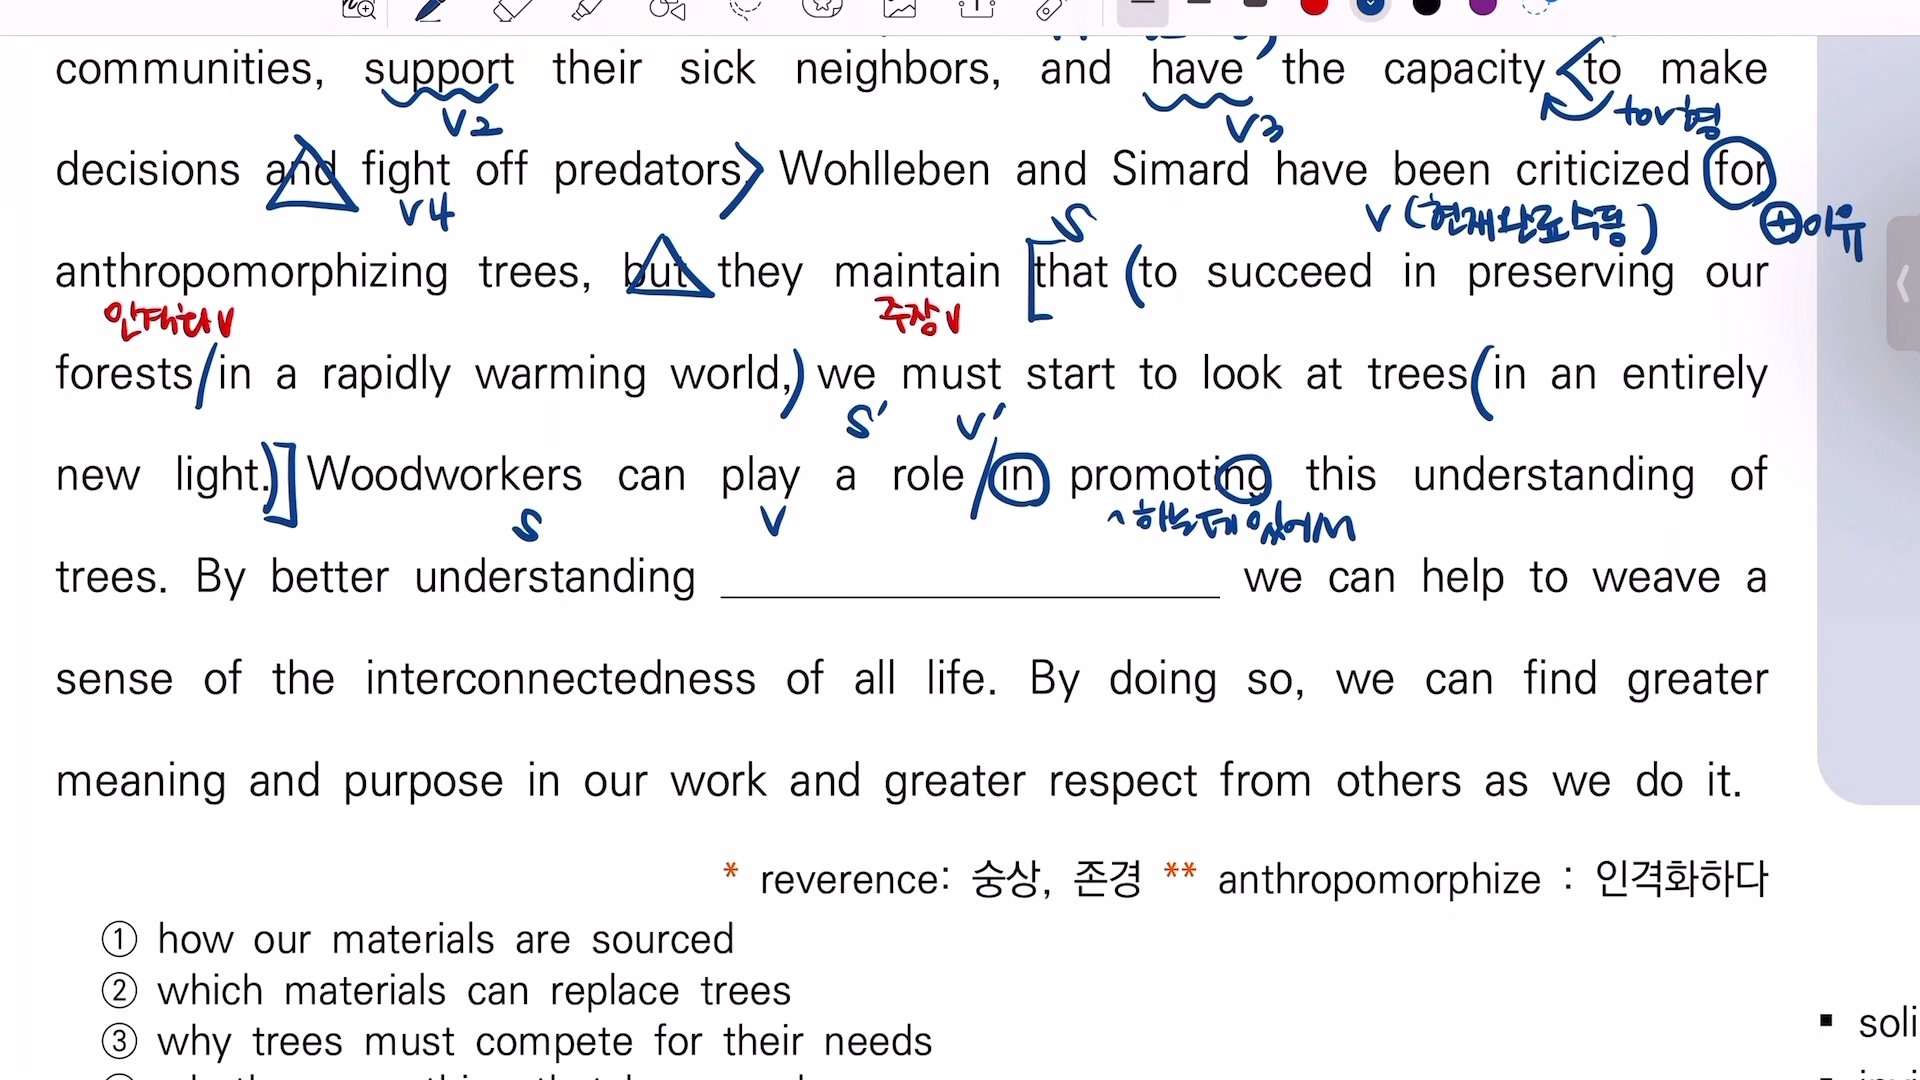 communities, support their sick neighbors, and have the capacity to make
V2 V3 to v 형
decisions and fight off predators. Wohlleben and Simard have been criticized for
V4 S V (현재완료수동) +이유
anthropomorphizing trees, but they maintain that to succeed in preserving our
인격화하다 V 주장 V
forests in a rapidly warming world, we must start to look at trees in an entirely
S' V'
new light. Woodworkers can play a role in promoting this understanding of
S V ~하는데 있어서
trees. By better understanding ____________________ we can help to weave a
sense of the interconnectedness of all life. By doing so, we can find greater
meaning and purpose in our work and greater respect from others as we do it.
* reverence: 숭상, 존경 ** anthropomorphize : 인격화하다
① how our materials are sourced
② which materials can replace trees
③ why trees must compete for their needs
▪ soli